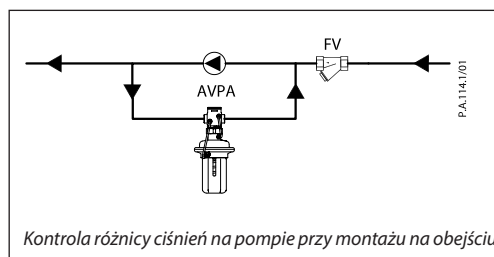 FV
AVPA
P.A.114.1/01
Kontrola różnicy ciśnień na pompie przy montażu na obejściu